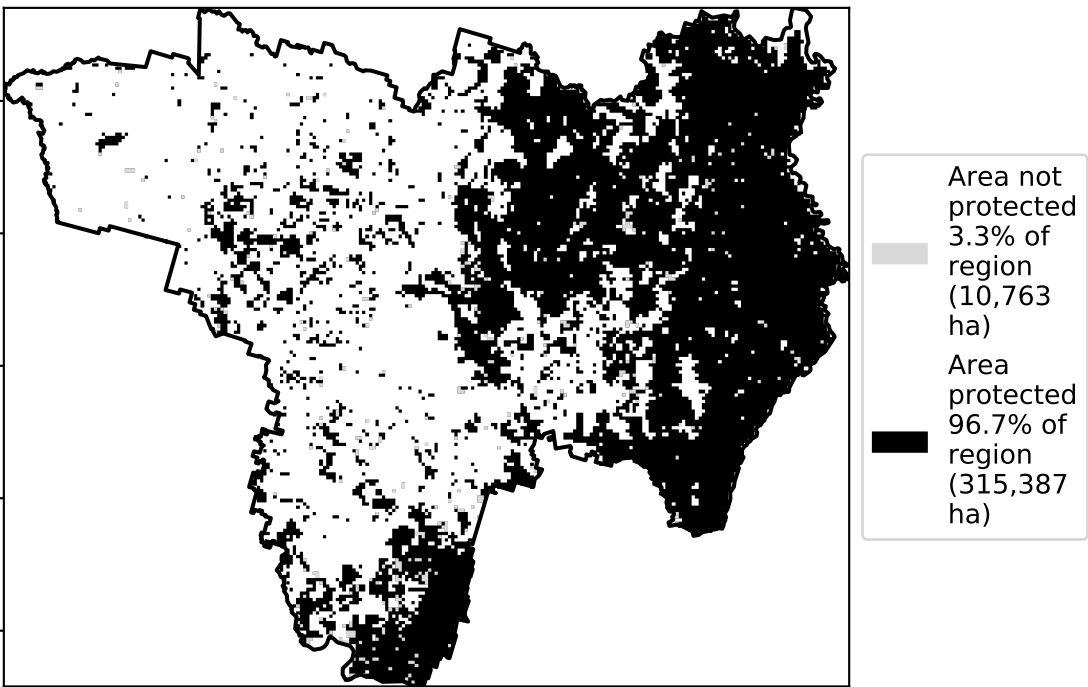 Area not
protected
3.3% of
region
(10,763
ha)
Area
protected
96.7% of
region
(315,387
ha)